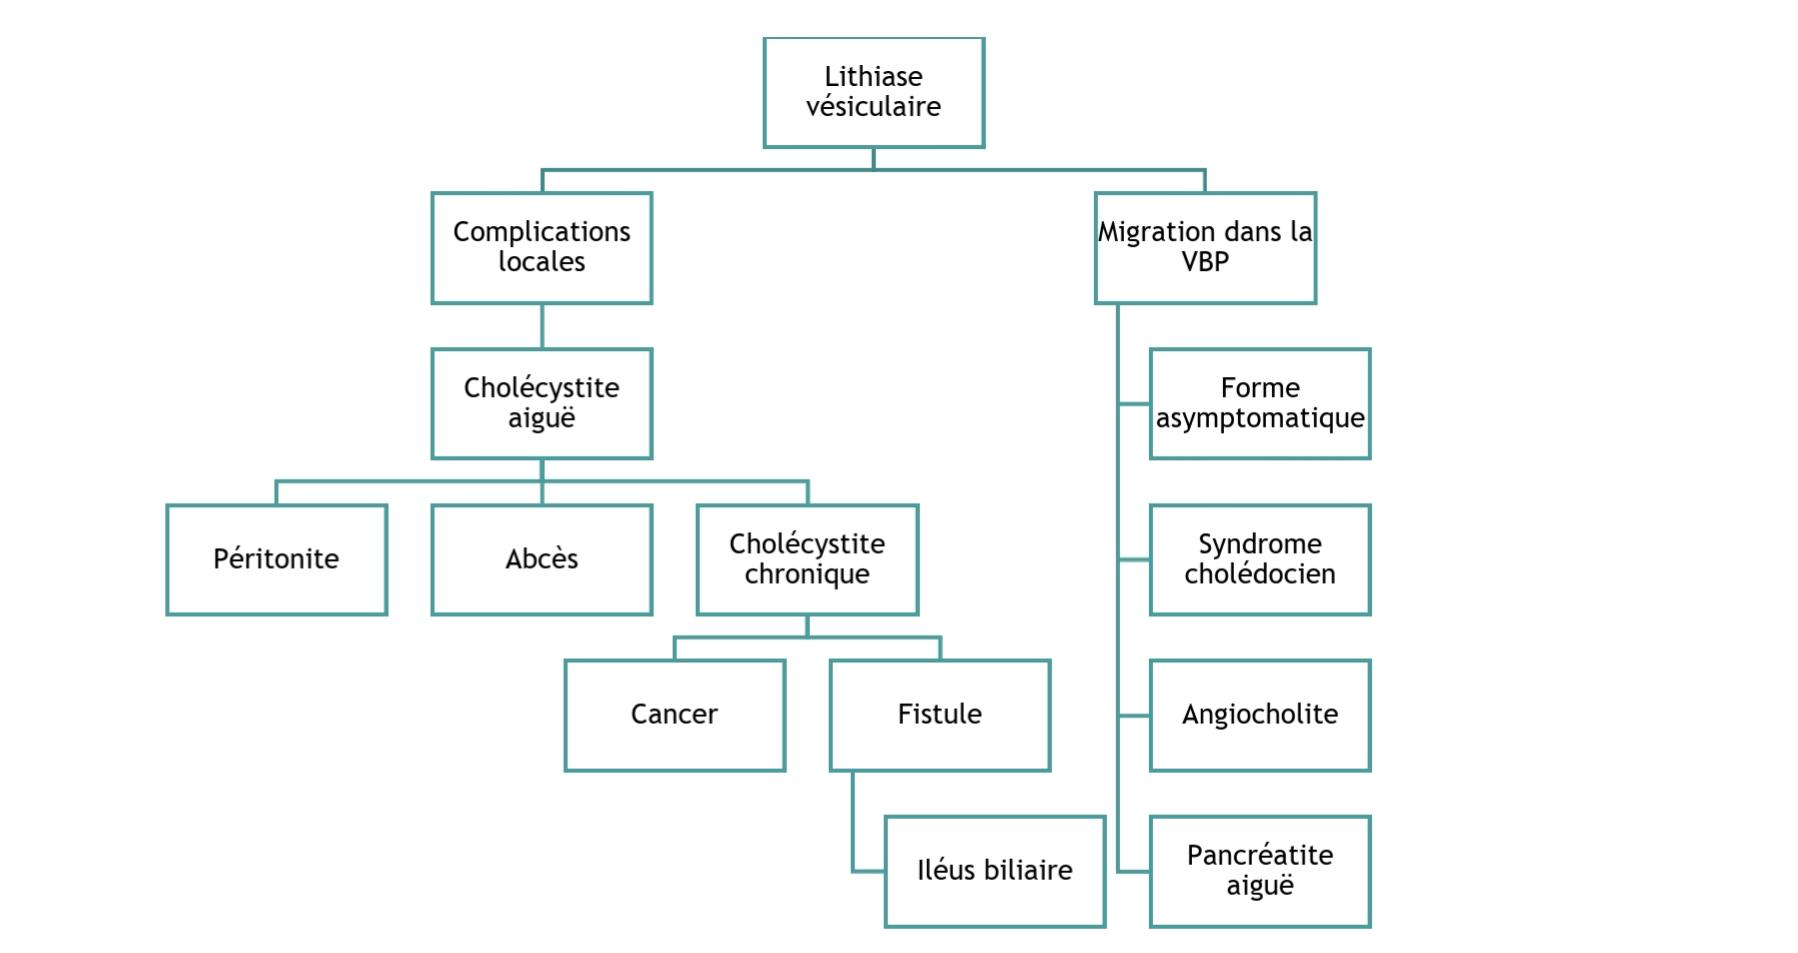 Lithiase
vésiculaire
Complications
locales
Migration dans la
VBP
Cholécystite
aiguë
Forme
asymptomatique
Péritonite
Abcès
Cholécystite
chronique
Syndrome
cholédocien
Cancer
Fistule
Angiocholite
Iléus biliaire
Pancréatite
aiguë